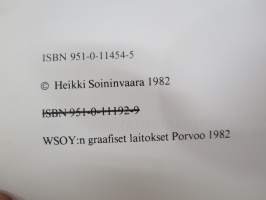 ISBN 951-0-11454-5
© Heikki Soininvaara 1982
ISBN 951-0-11192-9
WSOY:n graafiset laitokset Porvoo 1982